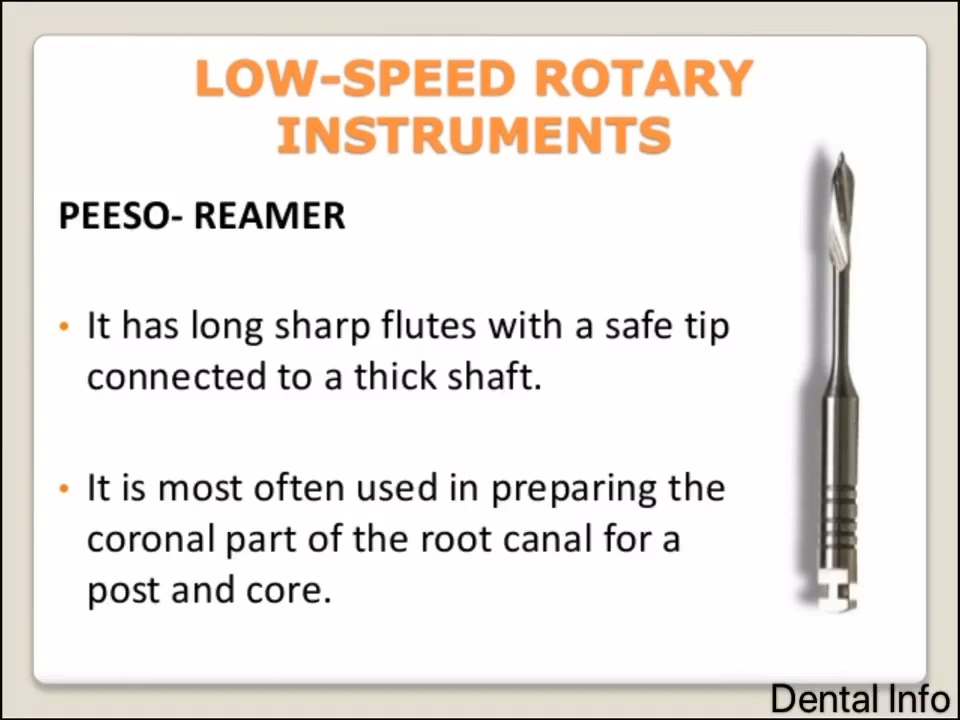 LOW-SPEED ROTARY
INSTRUMENTS
PEESO- REAMER
• It has long sharp flutes with a safe tip
connected to a thick shaft.
• It is most often used in preparing the
coronal part of the root canal for a
post and core.
Dental Info